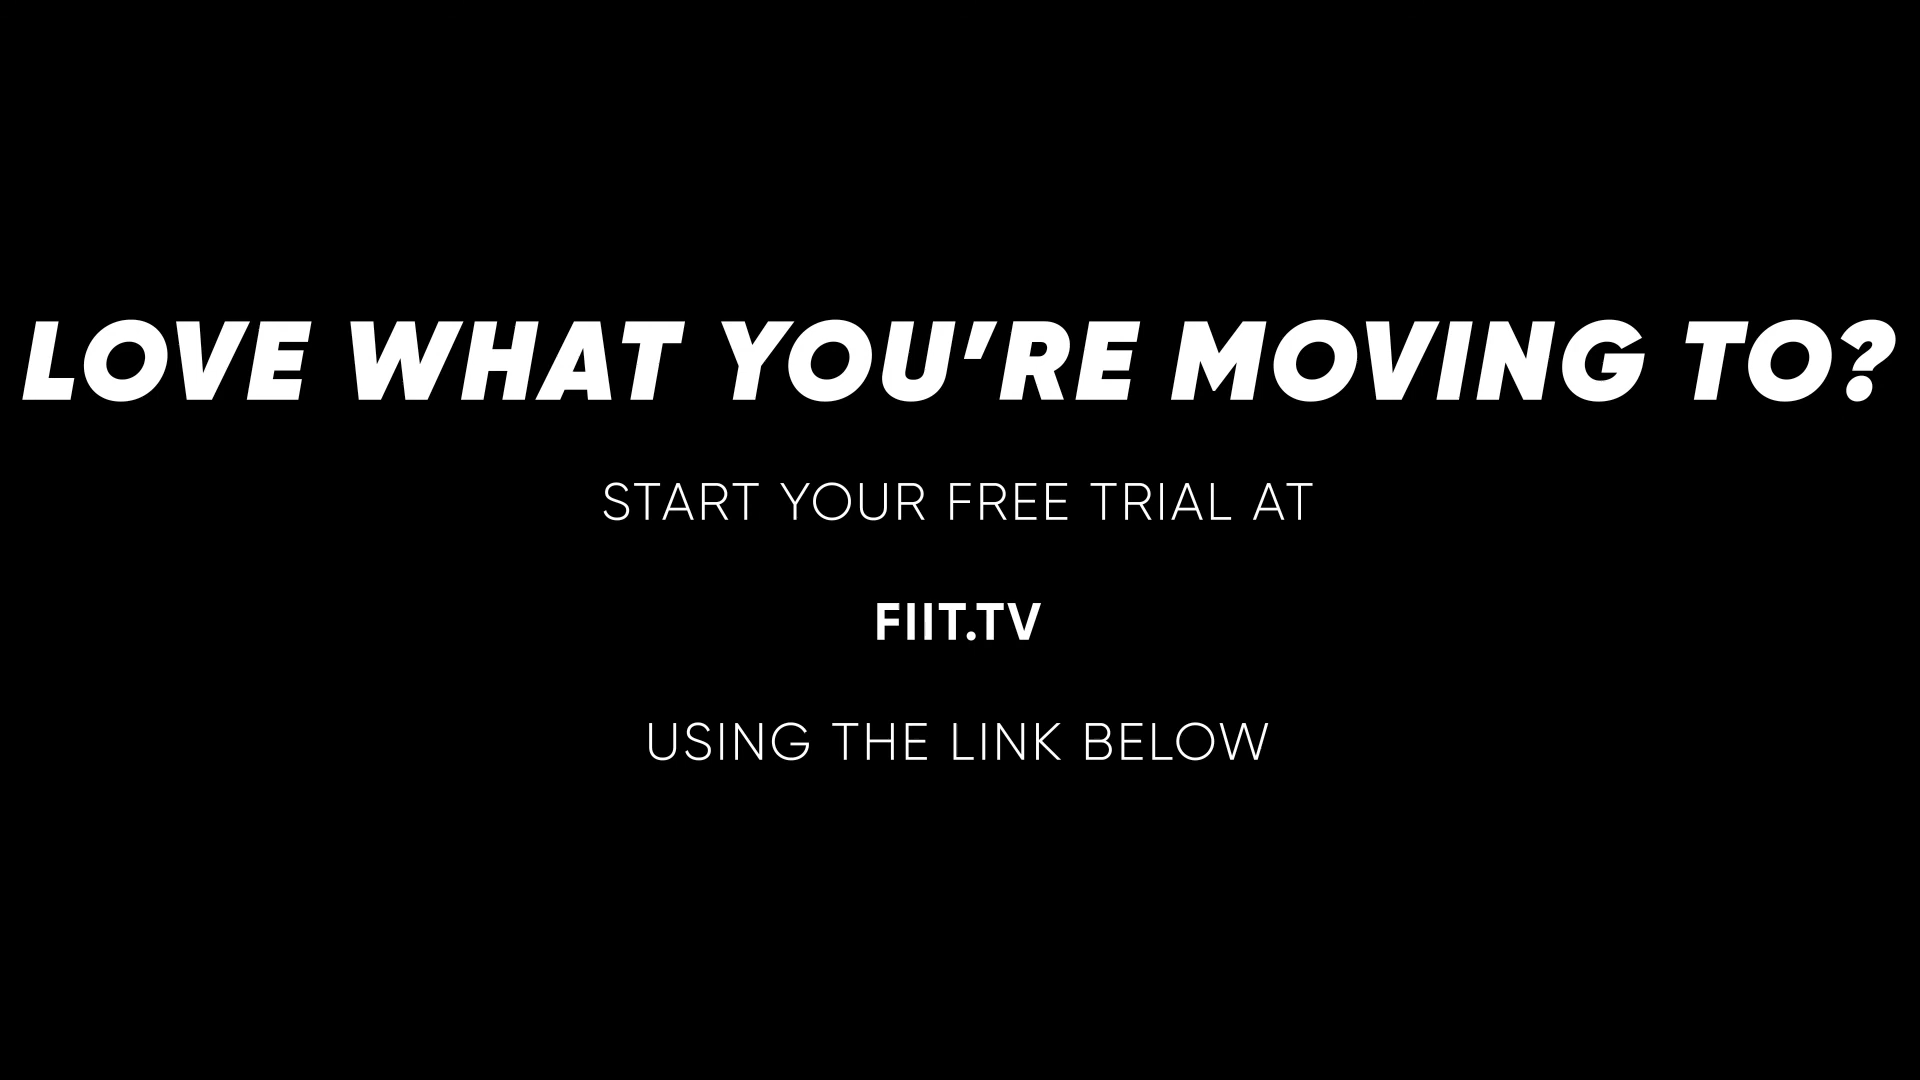 LOVE WHAT YOU’RE MOVING TO?
START YOUR FREE TRIAL AT
FIIT.TV
USING THE LINK BELOW